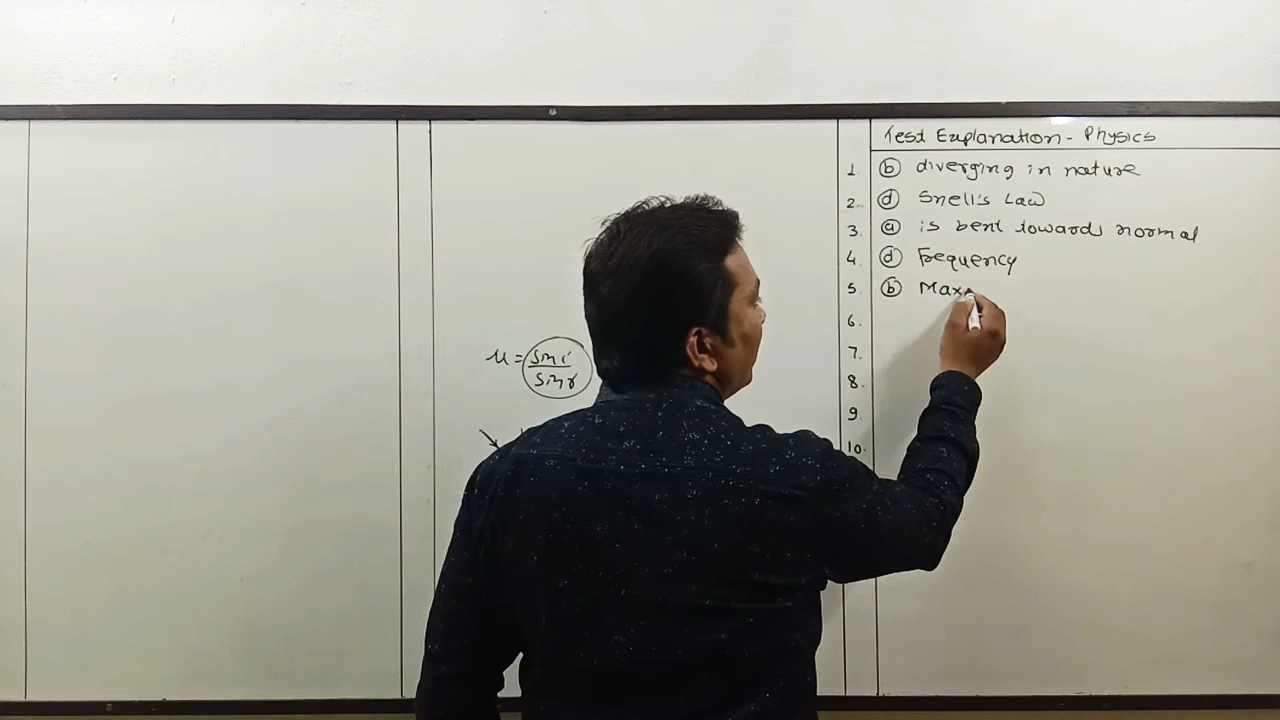 Test Explanation - Physics
1. (b) diverging in nature
2. (d) Snell's Law
3. (a) is bent towards normal
4. (d) Frequency
5. (b) Max
6.
7.
8.
9.
10.
μ = sin i / sin r